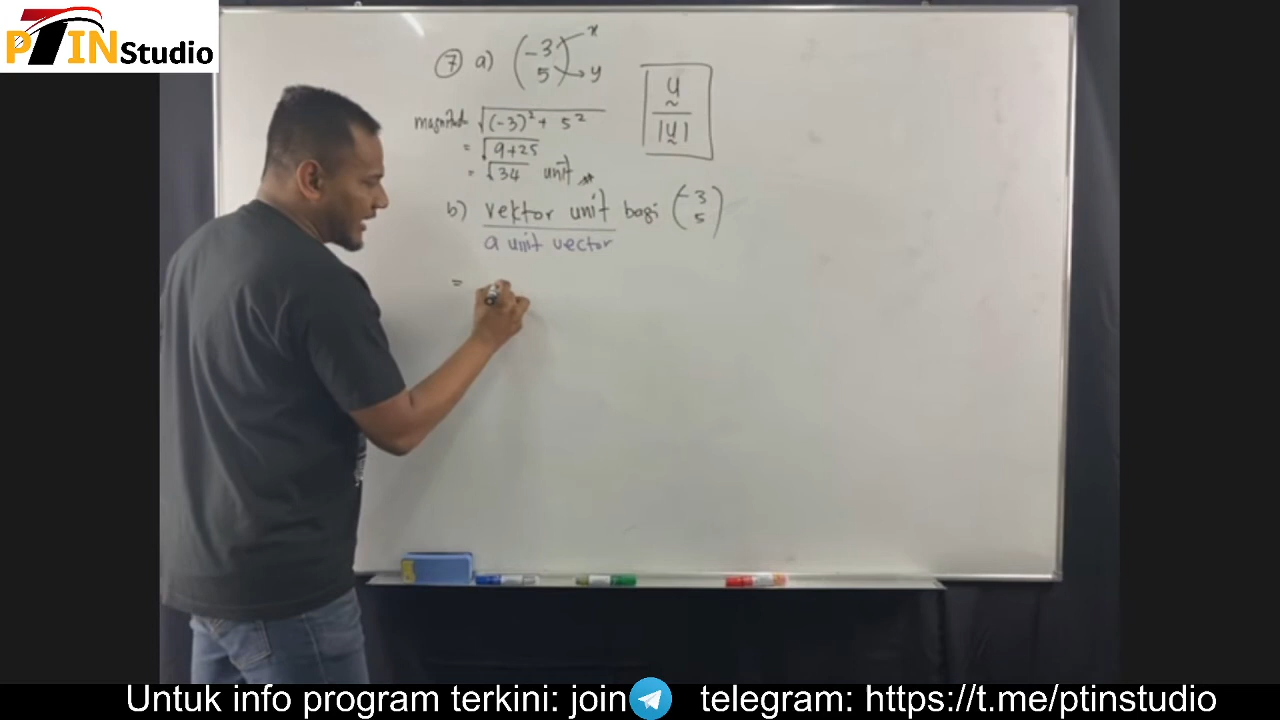 PTIN Studio
7 a) (-3 5) x y
magnitud = √(-3)² + 5²
= √9+25
= √34 unit
u
|u|
b) vektor unit bagi (-3 5)
a unit vector
=
Untuk info program terkini: join telegram: https://t.me/ptinstudio